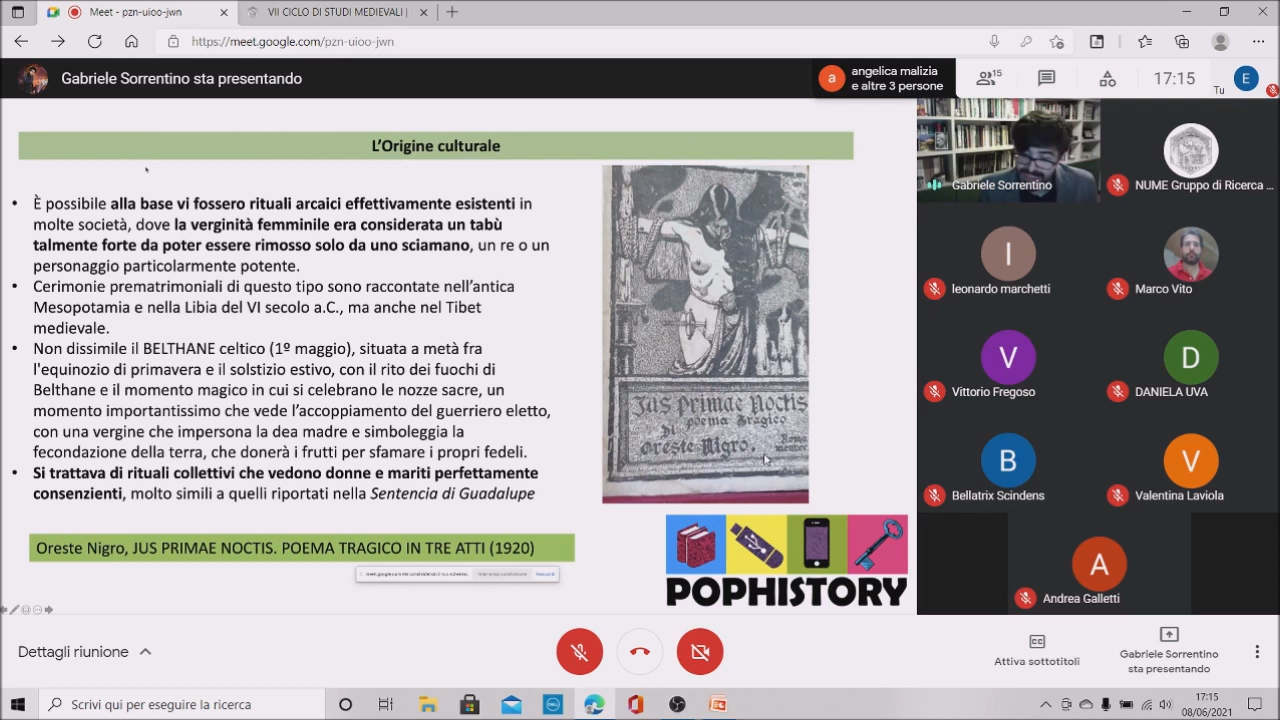 Meet - pzn-uioo-jwn
VII CICLO DI STUDI MEDIEVALI |
https://meet.google.com/pzn-uioo-jwn
Gabriele Sorrentino sta presentando
a
angelica malizia
e altre 3 persone
15
17:15
Tu
E
L'Origine culturale
• È possibile alla base vi fossero rituali arcaici effettivamente esistenti in
molte società, dove la verginità femminile era considerata un tabù
talmente forte da poter essere rimosso solo da uno sciamano, un re o un
personaggio particolarmente potente.
• Cerimonie prematrimoniali di questo tipo sono raccontate nell'antica
Mesopotamia e nella Libia del VI secolo a.C., ma anche nel Tibet
medievale.
• Non dissimile il BELTHANE celtico (1º maggio), situata a metà fra
l'equinozio di primavera e il solstizio estivo, con il rito dei fuochi di
Belthane e il momento magico in cui si celebrano le nozze sacre, un
momento importantissimo che vede l'accoppiamento del guerriero eletto,
con una vergine che impersona la dea madre e simboleggia la
fecondazione della terra, che donerà i frutti per sfamare i propri fedeli.
• Si trattava di rituali collettivi che vedono donne e mariti perfettamente
consenzienti, molto simili a quelli riportati nella Sentencia di Guadalupe
Jus primae Noctis
di poema tragico
oreste Nigro.
Roma
Oreste Nigro, JUS PRIMAE NOCTIS. POEMA TRAGICO IN TRE ATTI (1920)
POPHISTORY
Gabriele Sorrentino
NUME Gruppo di Ricerca ...
I
leonardo marchetti
Marco Vito
V
Vittorio Fregoso
D
DANIELA UVA
B
Bellatrix Scindens
V
Valentina Laviola
A
Andrea Galletti
Dettagli riunione
Attiva sottotitoli
Gabriele Sorrentino
sta presentando
Scrivi qui per eseguire la ricerca
17:15
08/06/2021